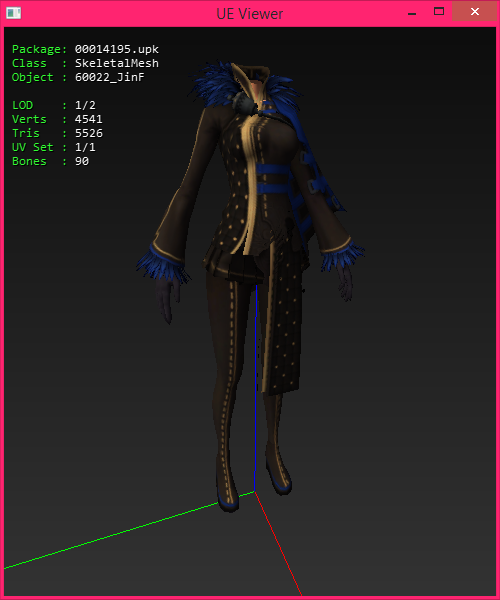 UE Viewer
Package: 00014195.upk
Class  : SkeletalMesh
Object : 60022_JinF
LOD    : 1/2
Verts  : 4541
Tris   : 5526
UV Set : 1/1
Bones  : 90